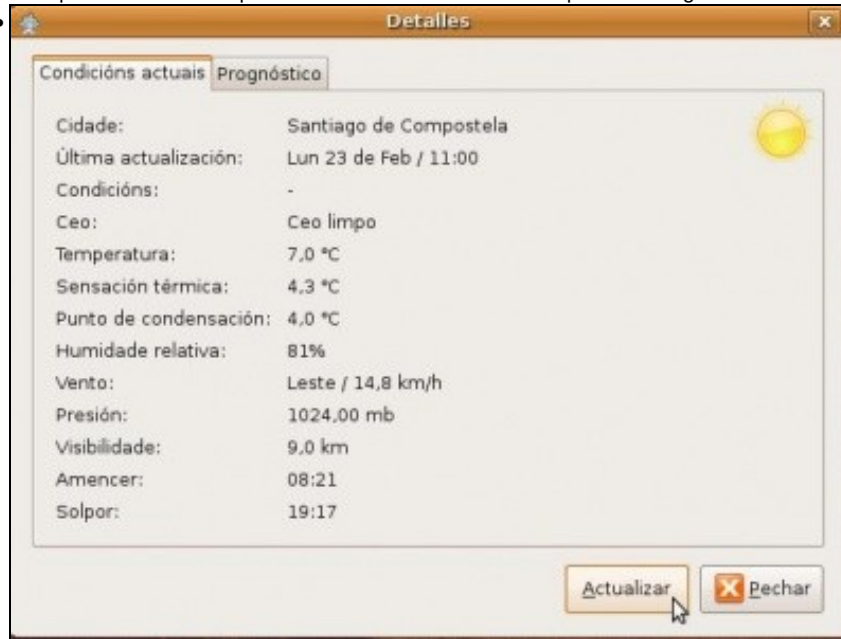 Detalles
Condicións actuais Prognóstico
Cidade: Santiago de Compostela
Última actualización: Lun 23 de Feb / 11:00
Condicións: -
Ceo: Ceo limpo
Temperatura: 7,0 °C
Sensación térmica: 4,3 °C
Punto de condensación: 4,0 °C
Humidade relativa: 81%
Vento: Leste / 14,8 km/h
Presión: 1024,00 mb
Visibilidade: 9,0 km
Amencer: 08:21
Solpor: 19:17
Actualizar Pechar